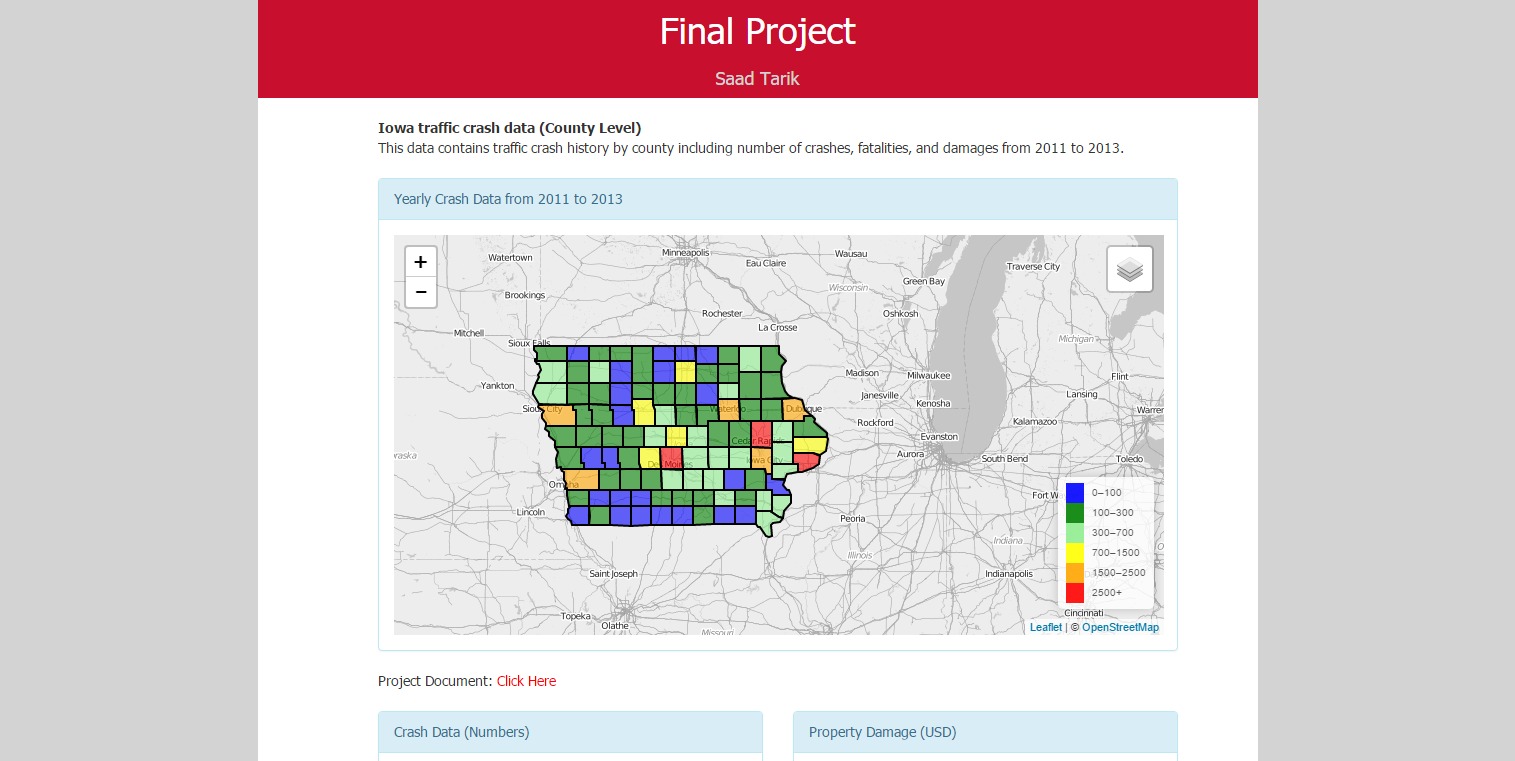 Final Project
Saad Tarik
Iowa traffic crash data (County Level)
This data contains traffic crash history by county including number of crashes, fatalities, and damages from 2011 to 2013.
Yearly Crash Data from 2011 to 2013
+
−
Watertown
Minneapolis
Eau Claire
Wausau
Green Bay
Traverse City
Brookings
Wisconsin
Rochester
La Crosse
Oshkosh
Mitchell
Sioux Falls
Michigan
Yankton
Madison
Milwaukee
Flint
Janesville
Kenosha
Lansing
Sioux City
Waterloo
Dubuque
Rockford
Kalamazoo
Warren
Cedar Rapids
Evanston
Aurora
South Bend
Toledo
Des Moines
Iowa City
Omaha
Fort W
Lincoln
Peoria
Illinois
Indiana
Saint Joseph
Indianapolis
Topeka
Olathe
Missouri
Cincinnati
0–100
100–300
300–700
700–1500
1500–2500
2500+
Leaflet | © OpenStreetMap
Project Document: Click Here
Crash Data (Numbers)
Property Damage (USD)